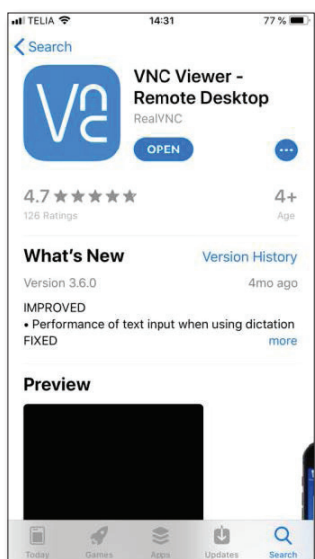 TELIA 14:31 77 %
Search
VNC Viewer -
Remote Desktop
RealVNC
OPEN
4.7 4+
126 Ratings Age
What's New Version History
Version 3.6.0 4mo ago
IMPROVED
• Performance of text input when using dictation
FIXED more
Preview
Today Games Apps Updates Search